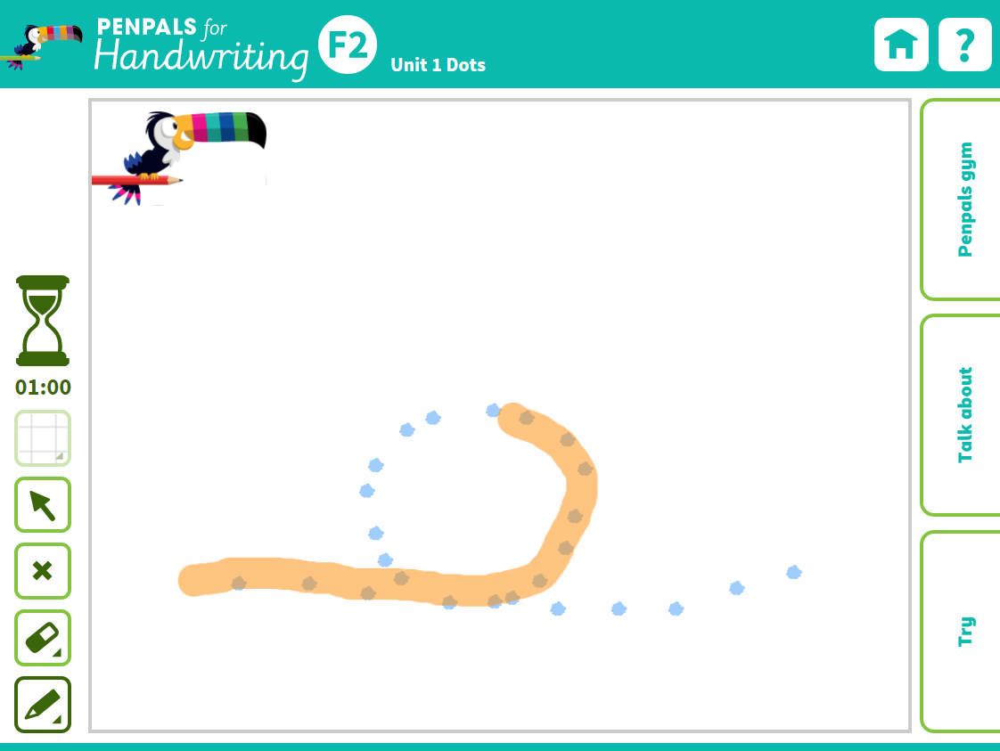 PENPALS for
Handwriting
F2
Unit 1 Dots
?
01:00
Penpals gym
Talk about
Try